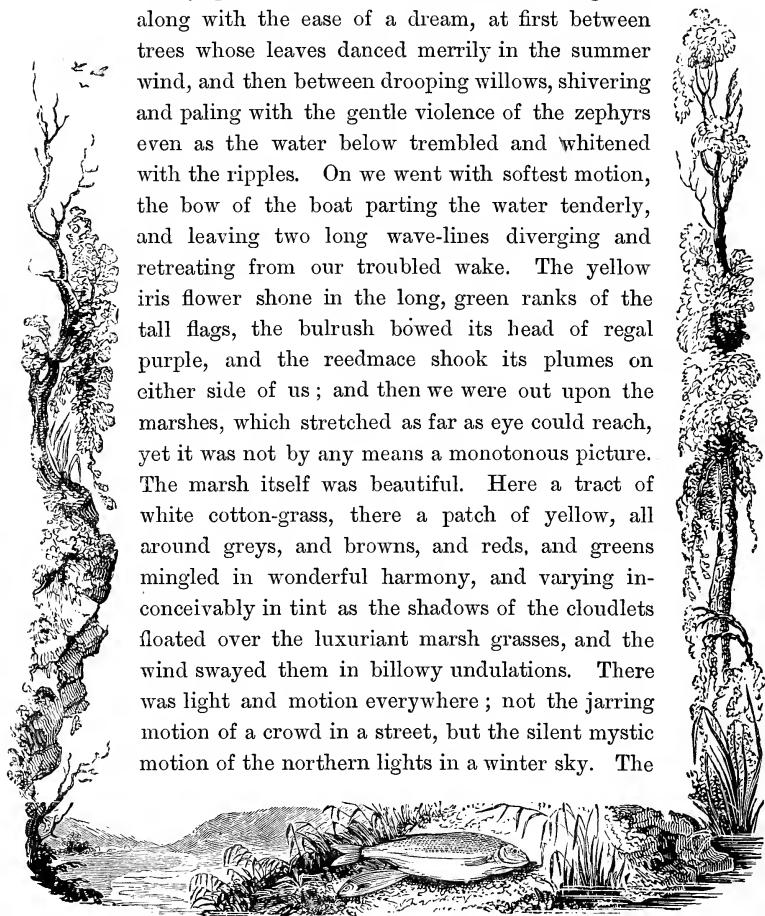 along with the ease of a dream, at first between
trees whose leaves danced merrily in the summer
wind, and then between drooping willows, shivering
and paling with the gentle violence of the zephyrs
even as the water below trembled and whitened
with the ripples. On we went with softest motion,
the bow of the boat parting the water tenderly,
and leaving two long wave-lines diverging and
retreating from our troubled wake. The yellow
iris flower shone in the long, green ranks of the
tall flags, the bulrush bowed its head of regal
purple, and the reedmace shook its plumes on
either side of us ; and then we were out upon the
marshes, which stretched as far as eye could reach,
yet it was not by any means a monotonous picture.
The marsh itself was beautiful. Here a tract of
white cotton-grass, there a patch of yellow, all
around greys, and browns, and reds, and greens
mingled in wonderful harmony, and varying in-
conceivably in tint as the shadows of the cloudlets
floated over the luxuriant marsh grasses, and the
wind swayed them in billowy undulations. There
was light and motion everywhere ; not the jarring
motion of a crowd in a street, but the silent mystic
motion of the northern lights in a winter sky. The